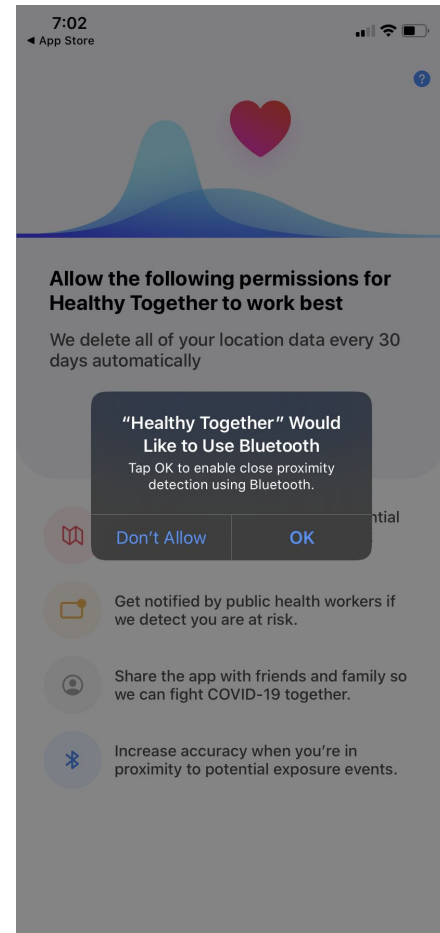 7:02
◀ App Store
?
Allow the following permissions for
Healthy Together to work best
We delete all of your location data every 30
days automatically
“Healthy Together” Would
Like to Use Bluetooth
Tap OK to enable close proximity
detection using Bluetooth.
Don’t Allow OK
Get notified by public health workers if
we detect you are at risk.
Share the app with friends and family so
we can fight COVID-19 together.
Increase accuracy when you’re in
proximity to potential exposure events.